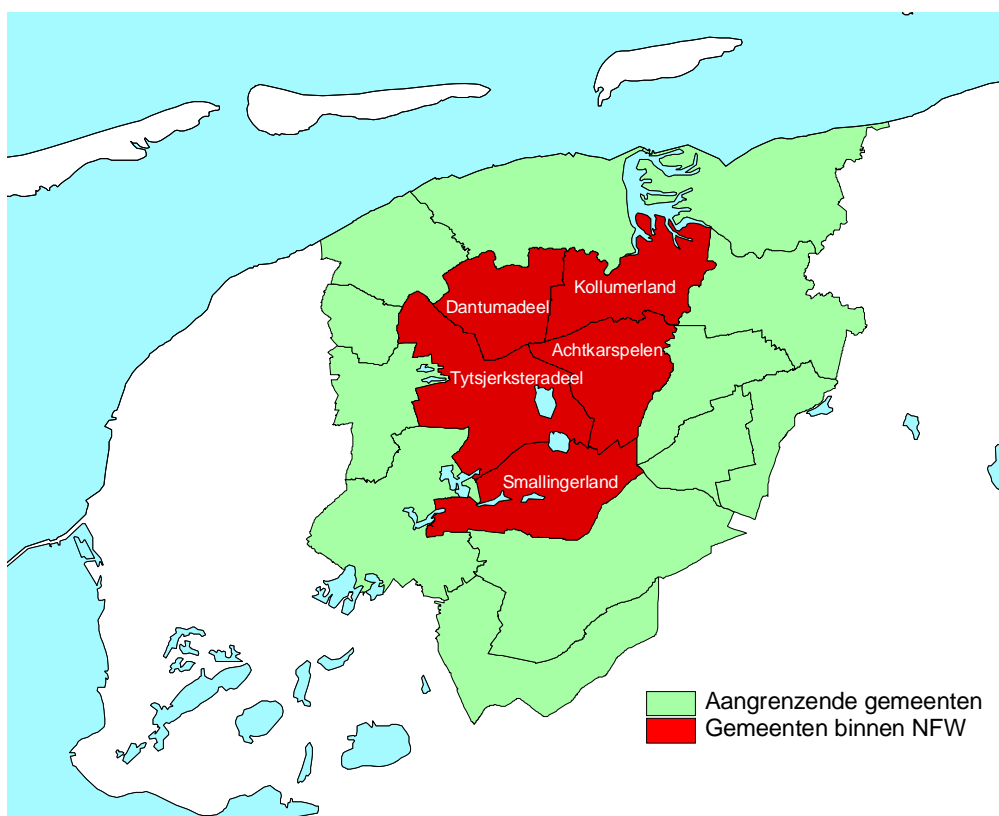 Kollumerland
Dantumadeel
Achtkarspelen
Tytsjerksteradeel
Smallingerland
Aangrenzende gemeenten
Gemeenten binnen NFW